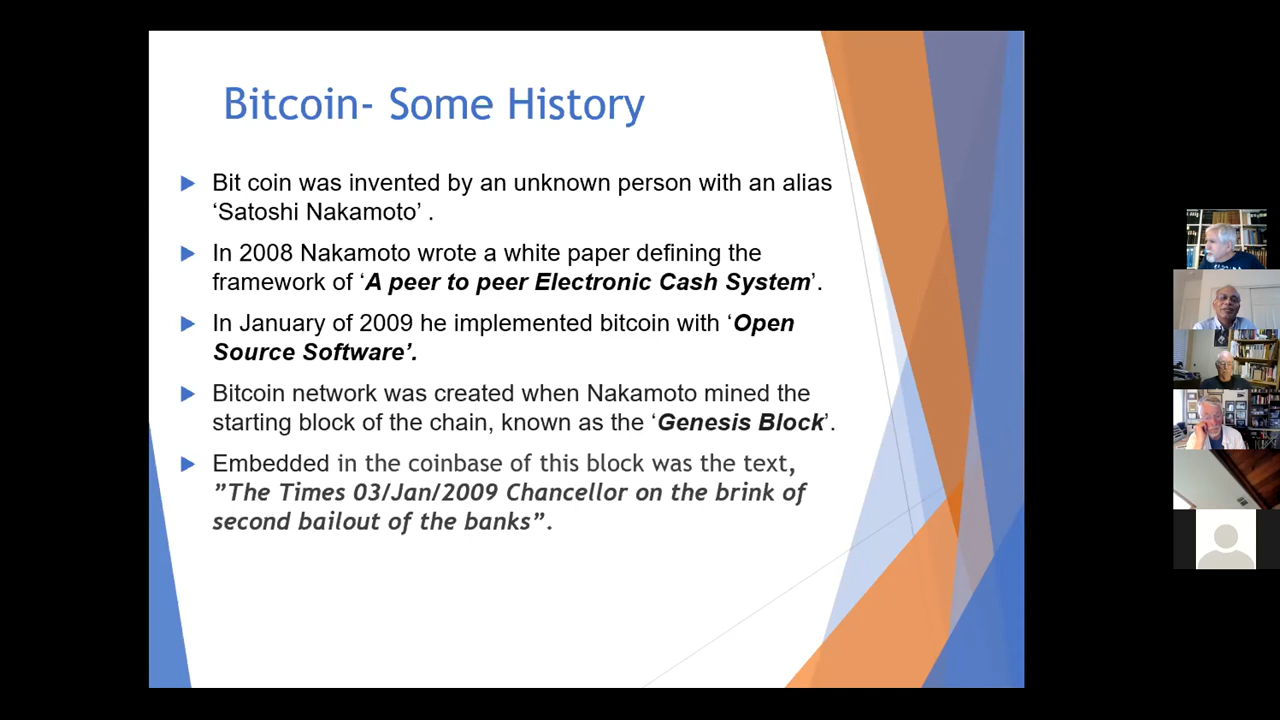 Bitcoin- Some History
Bit coin was invented by an unknown person with an alias
‘Satoshi Nakamoto’ .
In 2008 Nakamoto wrote a white paper defining the
framework of ‘A peer to peer Electronic Cash System’.
In January of 2009 he implemented bitcoin with ‘Open
Source Software’.
Bitcoin network was created when Nakamoto mined the
starting block of the chain, known as the ‘Genesis Block’.
Embedded in the coinbase of this block was the text,
”The Times 03/Jan/2009 Chancellor on the brink of
second bailout of the banks”.